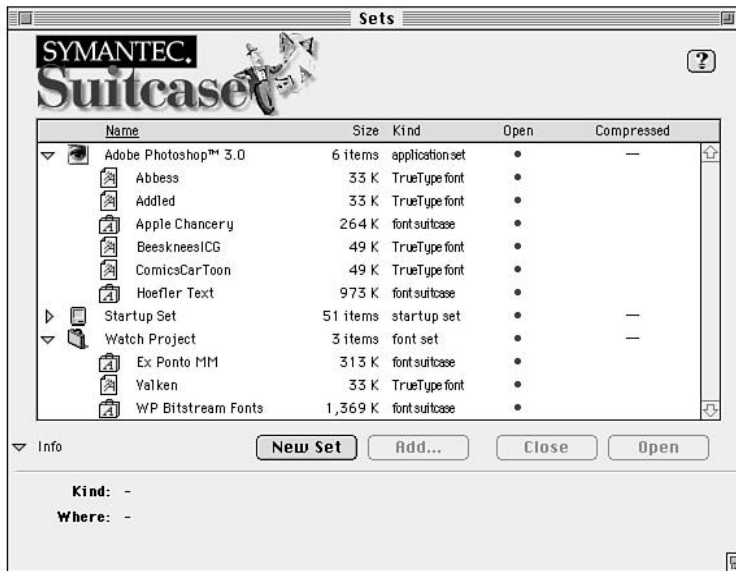 Sets
SYMANTEC.
Suitcase
?
Name Size Kind Open Compressed
Adobe Photoshop™ 3.0 6 items application set • —
Abbess 33 K TrueType font •
Addled 33 K TrueType font •
Apple Chancery 264 K font suitcase •
BeeskneesICG 49 K TrueType font •
ComicsCarToon 49 K TrueType font •
Hoefler Text 973 K font suitcase •
Startup Set 51 items startup set • —
Watch Project 3 items font set • —
Ex Ponto MM 313 K font suitcase •
Valken 33 K TrueType font •
WP Bitstream Fonts 1,369 K font suitcase •
Info New Set Add... Close Open
Kind: -
Where: -